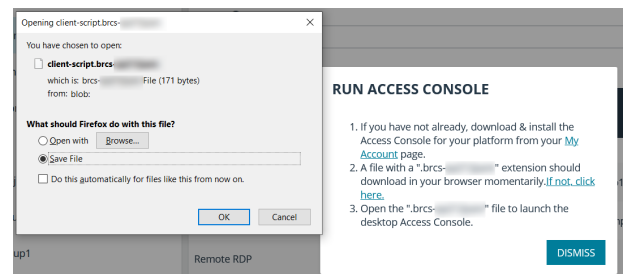 Opening client-script.brcs-
You have chosen to open:
client-script.brcs-
which is: brcs- File (171 bytes)
from: blob:
What should Firefox do with this file?
Open with Browse...
Save File
Do this automatically for files like this from now on.
OK Cancel
up1
Remote RDP
RUN ACCESS CONSOLE
1. If you have not already, download & install the
Access Console for your platform from your My
Account page.
2. A file with a ".brcs- " extension should
download in your browser momentarily.If not, click
here.
3. Open the ".brcs- " file to launch the
desktop Access Console.
DISMISS